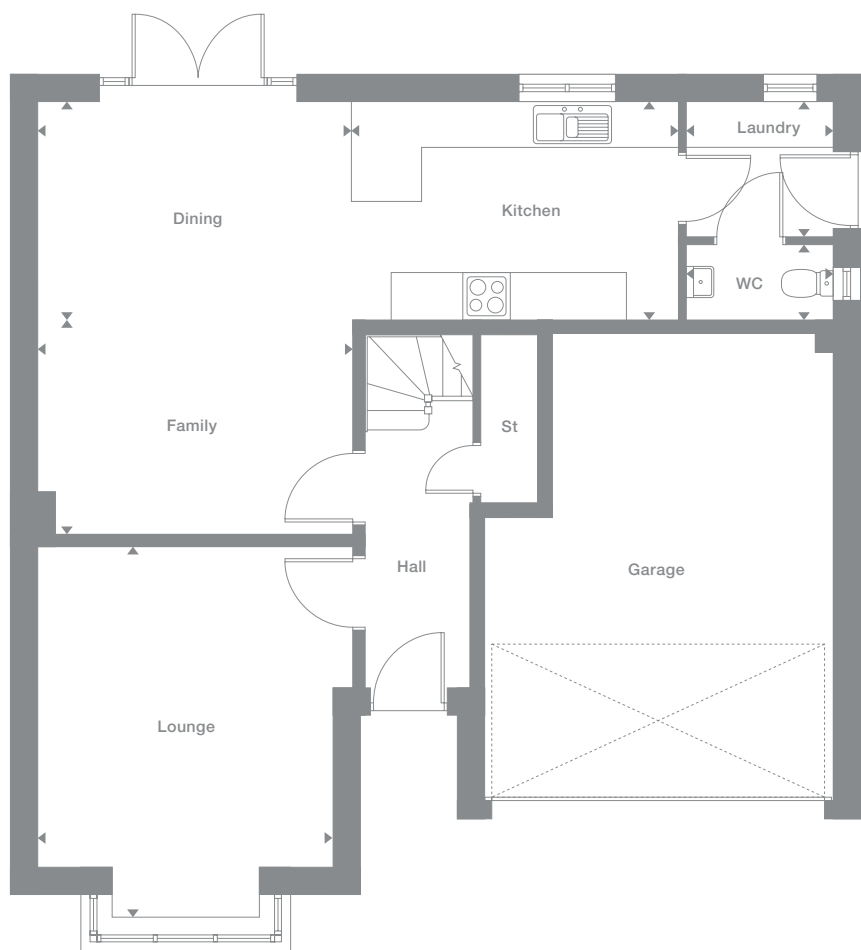 Laundry
Dining
Kitchen
WC
Family
St
Hall
Garage
Lounge